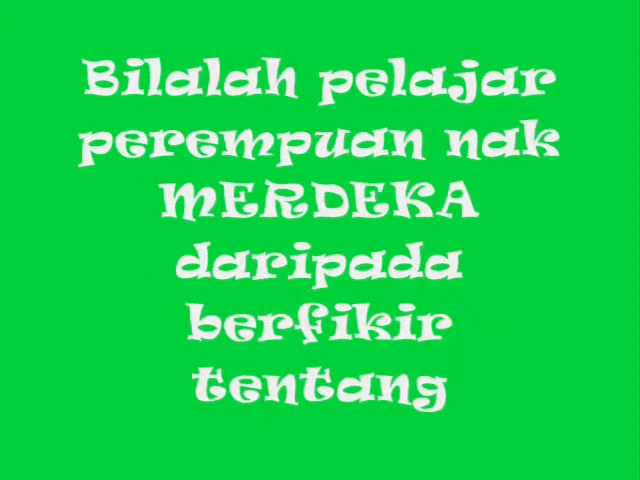 Bilalah pelajar
perempuan nak
MERDEKA
daripada
berfikir
tentang